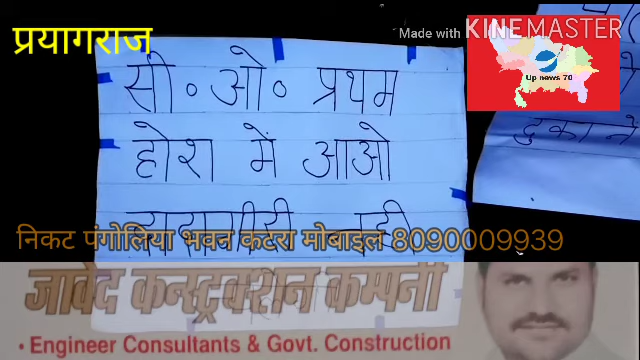 प्रयागराज
Made with KINEMASTER
Up news 70
सी॰ ओ॰ प्रथम
होश में आओ
नही
दुकाने
निकट पंगोलिया भवन कटरा मोबाइल 8090009939
जावेद कन्स्ट्रक्शन कम्पनी
• Engineer Consultants & Govt. Construction